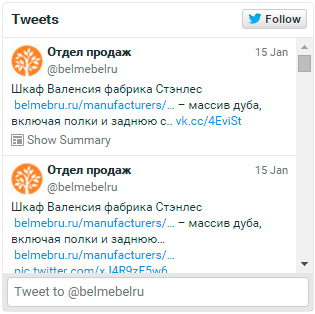 Tweets
Follow
Отдел продаж 15 Jan
@belmebelru
Шкаф Валенсия фабрика Стэнлес
belmebru.ru/manufacturers/... – массив дуба,
включая полки и заднюю с.. vk.cc/4EviSt
Show Summary
Отдел продаж 15 Jan
@belmebelru
Шкаф Валенсия фабрика Стэнлес
belmebru.ru/manufacturers/... – массив дуба,
включая полки и заднюю...
pic.twitter.com/xJ4R9zF5w6
Tweet to @belmebelru